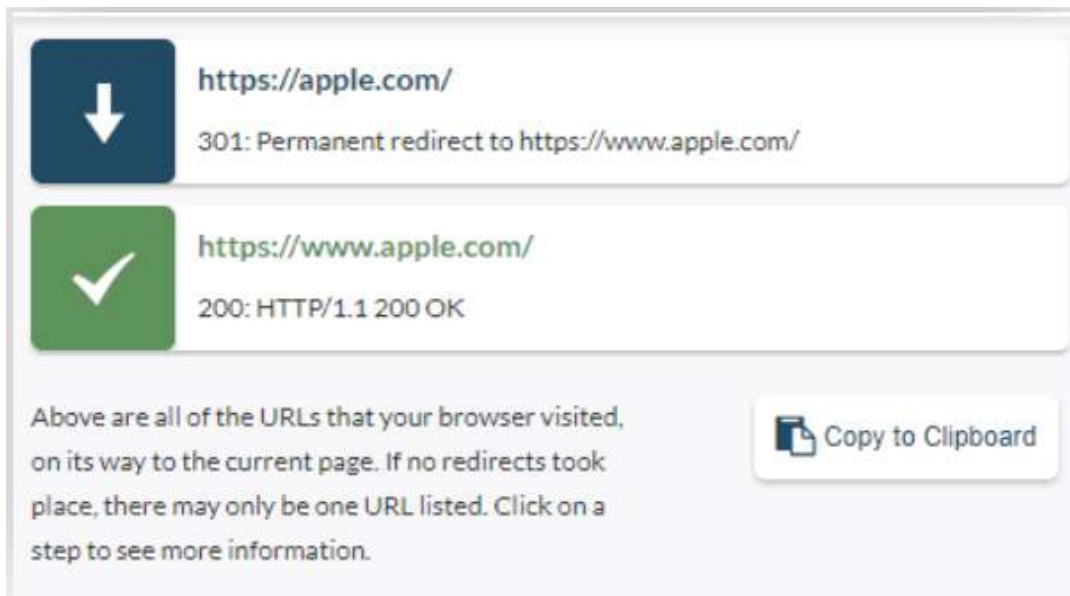 https://apple.com/
301: Permanent redirect to https://www.apple.com/
https://www.apple.com/
200: HTTP/1.1 200 OK
Above are all of the URLs that your browser visited,
on its way to the current page. If no redirects took
place, there may only be one URL listed. Click on a
step to see more information.
Copy to Clipboard